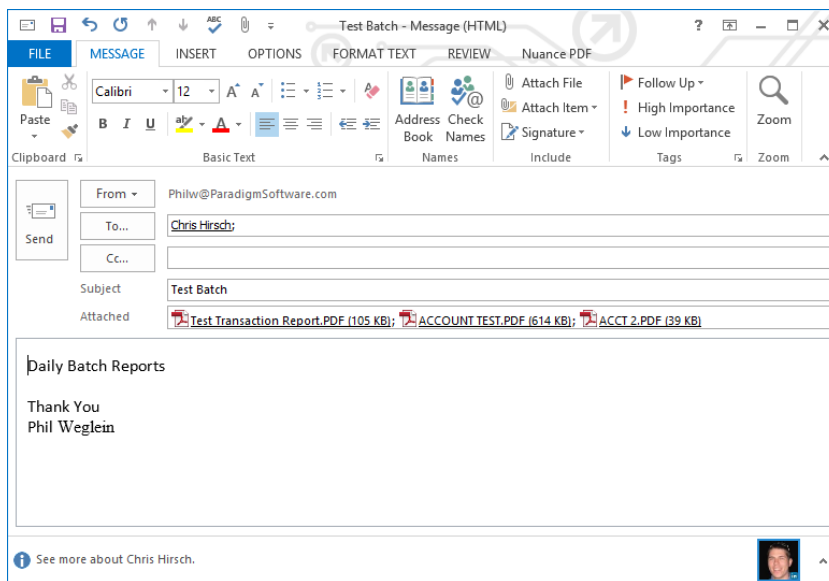 ABC
Test Batch - Message (HTML)
?
FILE MESSAGE INSERT OPTIONS FORMAT TEXT REVIEW Nuance PDF
Paste
Calibri 12 A A
B I U ab A
Address Book
Check Names
@
Attach File
Attach Item
Signature
Follow Up
! High Importance
Low Importance
Zoom
Clipboard Basic Text Names Include Tags Zoom
Send
From Philw@ParadigmSoftware.com
To... Chris Hirsch;
Cc...
Subject Test Batch
Attached Test Transaction Report.PDF (105 KB); ACCOUNT TEST.PDF (614 KB); ACCT 2.PDF (39 KB)
Daily Batch Reports
Thank You
Phil Weglein
See more about Chris Hirsch.